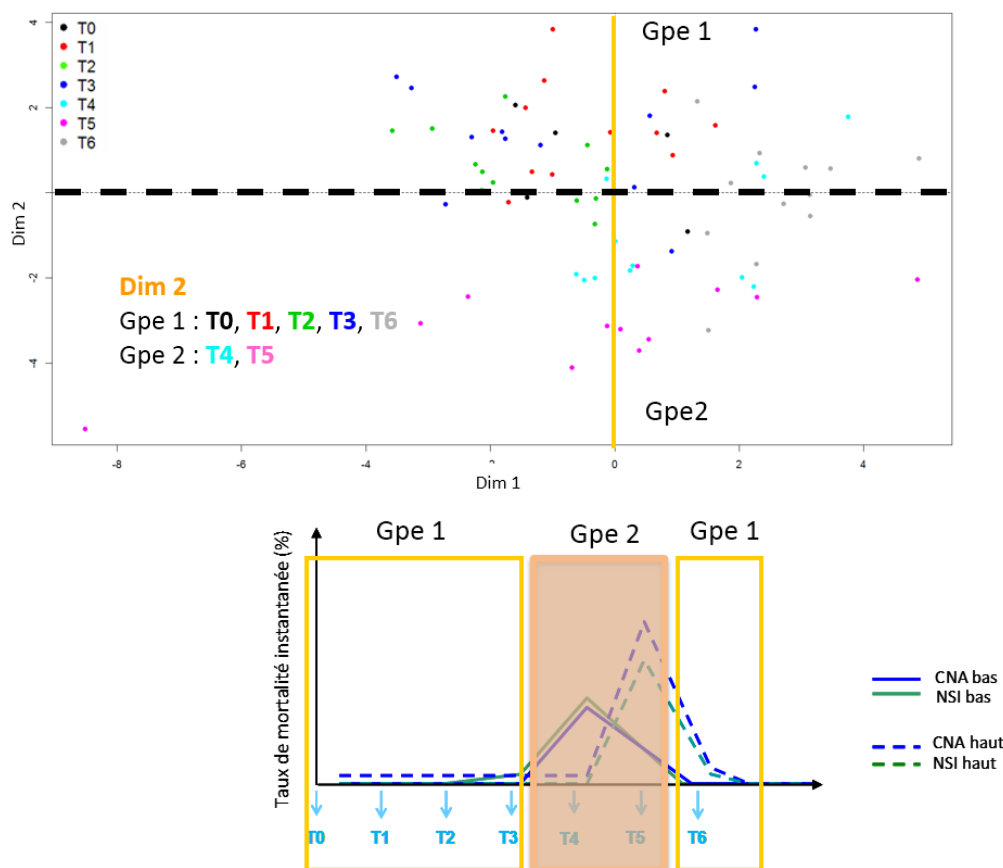 4
2
0
-2
-4
Dim 2
T0
T1
T2
T3
T4
T5
T6
Gpe 1
Dim 2
Gpe 1 : T0, T1, T2, T3, T6
Gpe 2 : T4, T5
Gpe2
-8
-6
-4
-2
0
2
4
Dim 1
Gpe 1
Gpe 2
Gpe 1
Taux de mortalité instantanée (%)
CNA bas
NSI bas
CNA haut
NSI haut
T0
T1
T2
T3
T4
T5
T6